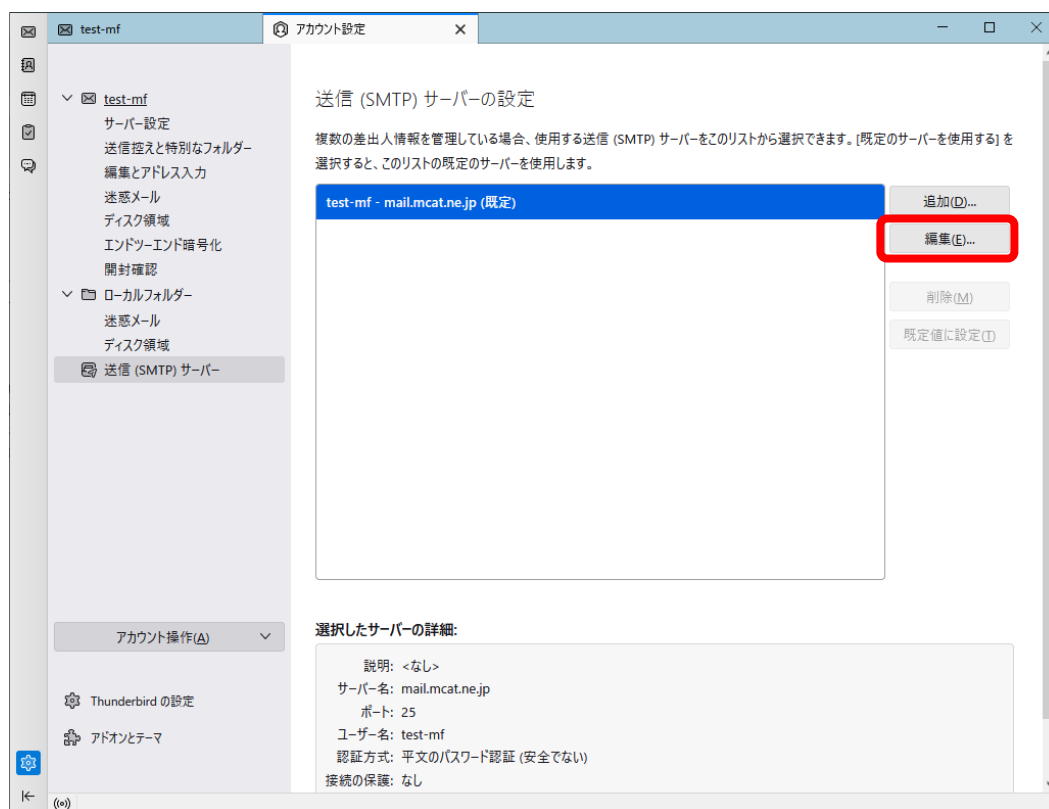 test-mf
アカウント設定
test-mf
サーバー設定
送信控えと特別なフォルダー
編集とアドレス入力
迷惑メール
ディスク領域
エンドツーエンド暗号化
開封確認
ローカルフォルダー
迷惑メール
ディスク領域
送信 (SMTP) サーバー
アカウント操作(A)
Thunderbird の設定
アドオンとテーマ
送信 (SMTP) サーバーの設定
複数の差出人情報を管理している場合、使用する送信 (SMTP) サーバーをこのリストから選択できます。[既定のサーバーを使用する] を
選択すると、このリストの既定のサーバーを使用します。
test-mf - mail.mcat.ne.jp (既定)
追加(D)...
編集(E)...
削除(M)
既定値に設定(T)
選択したサーバーの詳細:
説明: <なし>
サーバー名: mail.mcat.ne.jp
ポート: 25
ユーザー名: test-mf
認証方式: 平文のパスワード認証 (安全でない)
接続の保護: なし